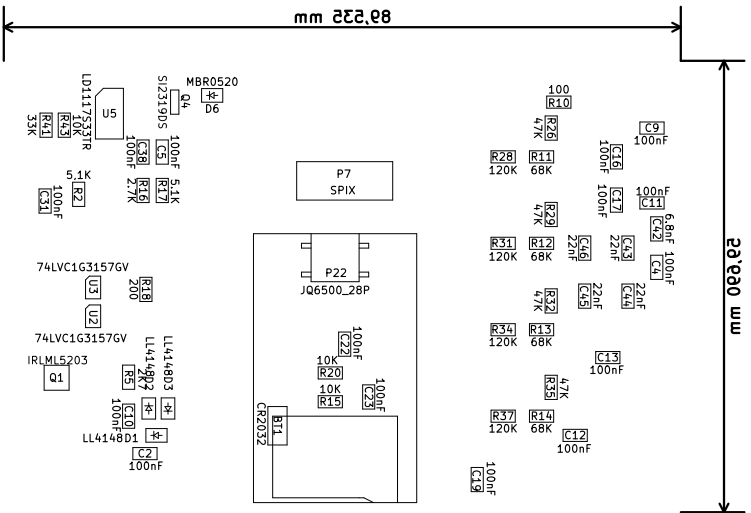 89,535 mm
56,060 mm
MBR0520
D6
SI2319DS
Q4
LD1117S33TR
U5
33K
R41
R43
10K
100nF
C38
C5
100nF
5,1K
R2
C31
100nF
2.7K
R16
R17
5.1K
P7
SPIX
100
R10
47K
R26
C9
100nF
R28
120K
R11
68K
100nF
C16
100nF
C17
100nF
C11
47K
R29
6.8nF
C42
R31
120K
R12
68K
22nF
C46
22nF
C43
C4
100nF
P22
JQ6500_28P
74LVC1G3157GV
U3
U2
74LVC1G3157GV
200
R18
47K
R32
C45
22nF
C44
22nF
R34
120K
R13
68K
C13
100nF
IRLML5203
Q1
R5
2K7
LL4148D2
LL4148D3
100nF
C10
LL4148D1
C2
100nF
C22
100nF
10K
R20
10K
R15
C23
100nF
CR2032
BT1
R35
47K
R37
120K
R14
68K
C12
100nF
C19
100nF